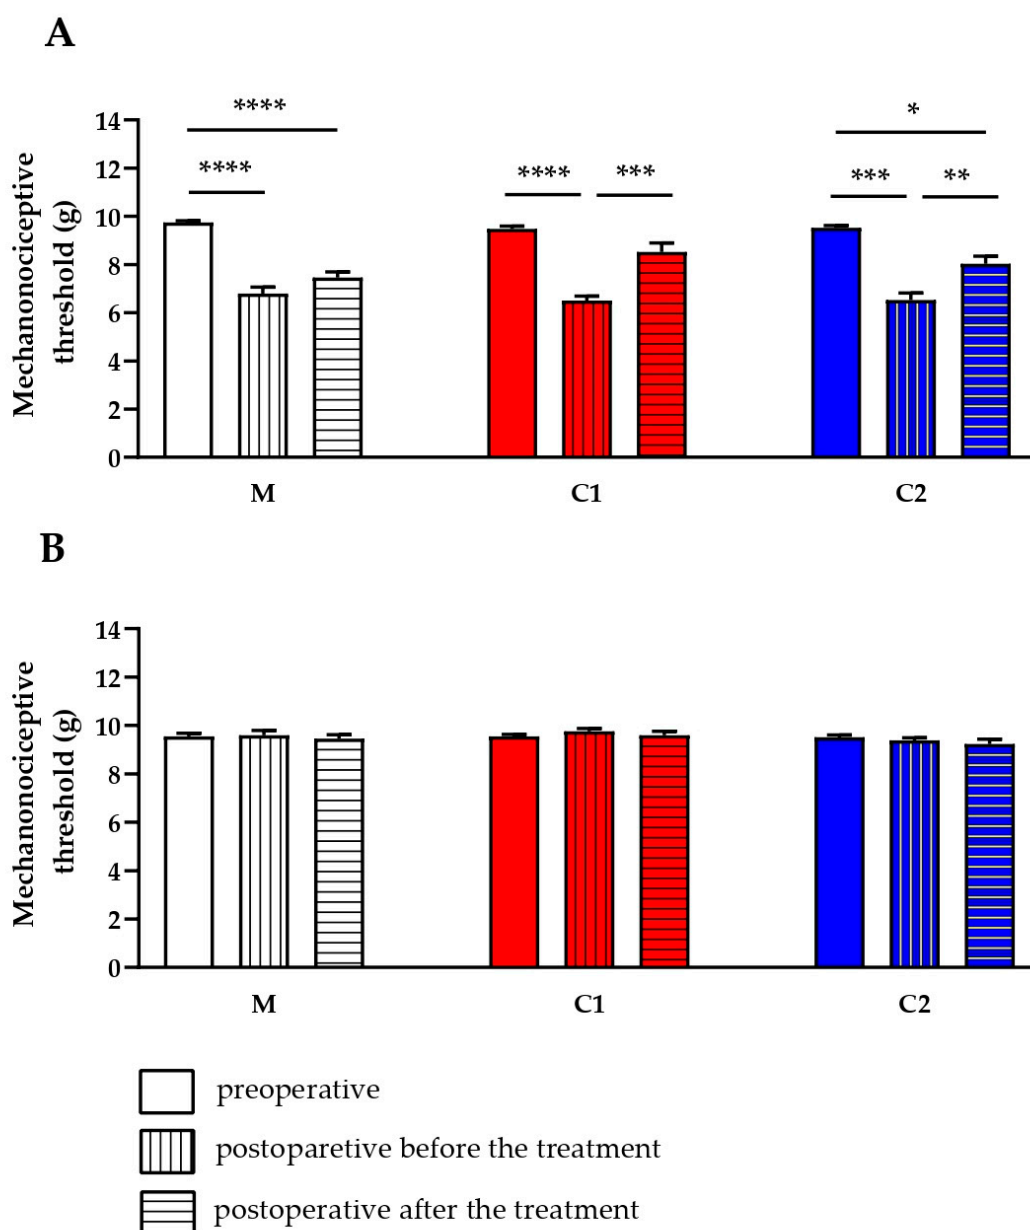 A
Mechanonociceptive
threshold (g)
14
12
10
8
6
4
2
0
****
****
****
***
*
***
**
M C1 C2
B
Mechanonociceptive
threshold (g)
14
12
10
8
6
4
2
0
M C1 C2
preoperative
postoparetive before the treatment
postoperative after the treatment